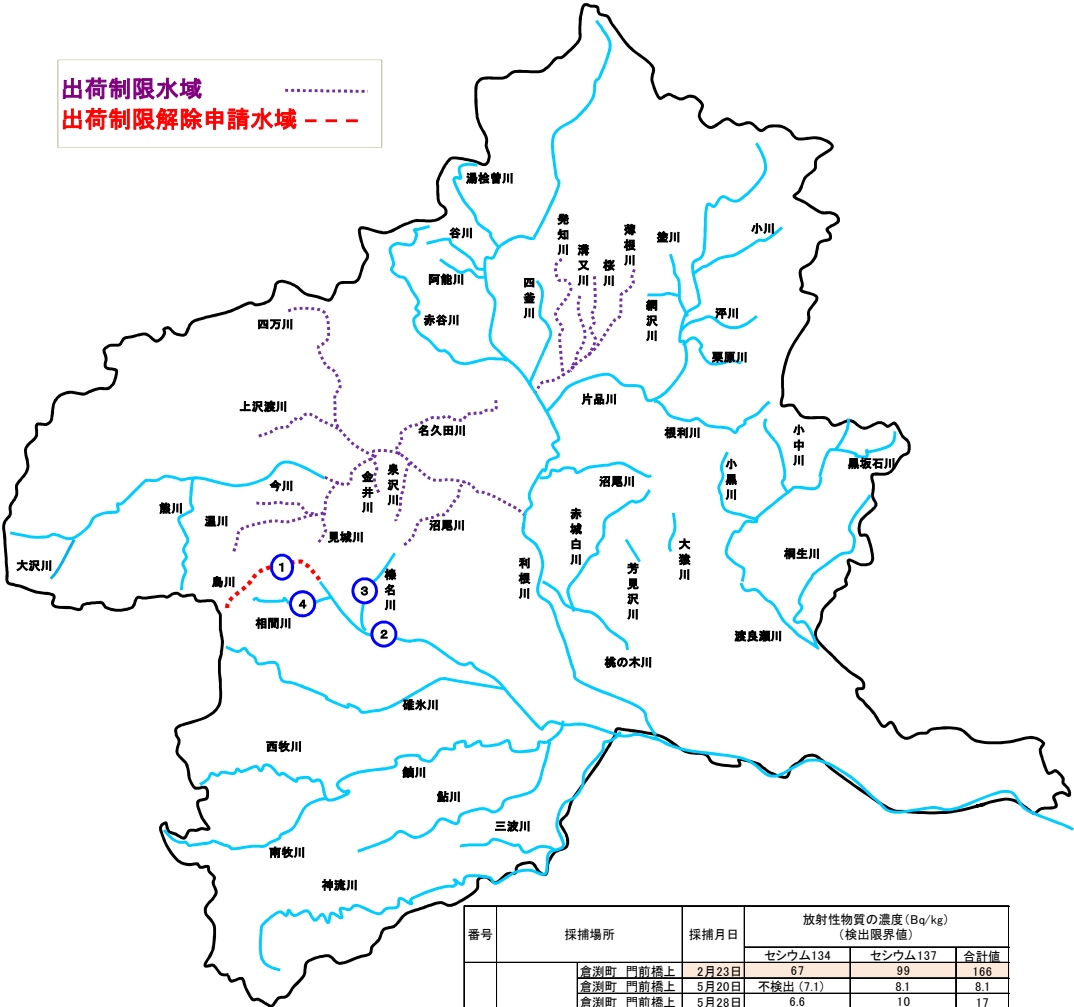 出荷制限水域
出荷制限解除申請水域
湯桧曽川
谷川
阿能川
赤谷川
四釜川
発知川
溝又川
桜川
薄根川
塗川
小川
網沢川
泙川
栗原川
四万川
上沢渡川
名久田川
片品川
根利川
小中川
黒坂石川
小黒川
今川
金井川
泉沢川
沼尾川
沼尾川
熊川
温川
見城川
赤城白川
大猿川
芳見沢川
桐生川
大沢川
烏川
①
③
榛名川
④
相間川
②
利根川
渡良瀬川
桃の木川
碓氷川
西牧川
鏑川
鮎川
三波川
南牧川
神流川
番号 採捕場所 採捕月日 放射性物質の濃度(Bq/kg)
(検出限界値)
セシウム134 セシウム137 合計値
倉渕町 門前橋上 2月23日 67 99 166
倉渕町 門前橋上 5月20日 不検出 (7.1) 8.1 8.1
倉渕町 門前橋上 5月28日 6.6 10 17